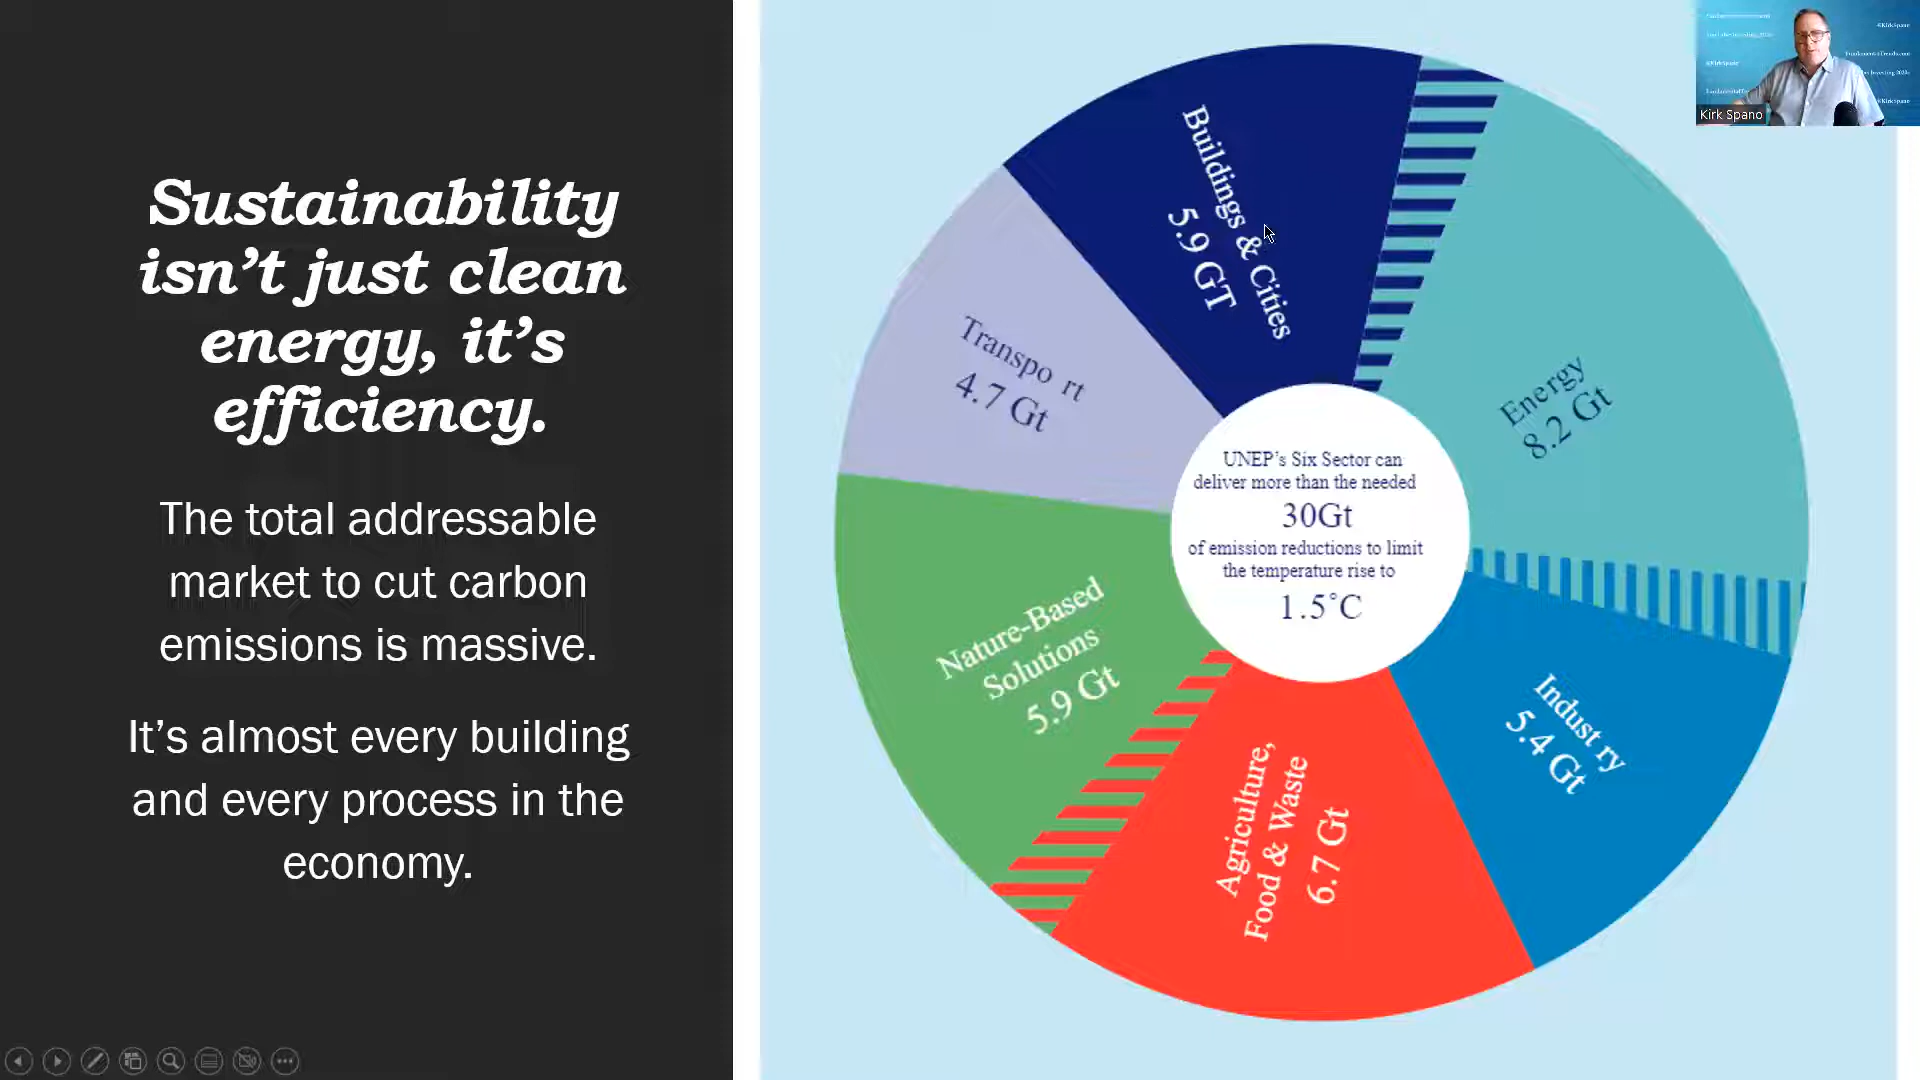 Sustainability
isn’t just clean
energy, it’s
efficiency.
The total addressable
market to cut carbon
emissions is massive.
It’s almost every building
and every process in the
economy.
Buildings & Cities
5.9 GT
Energy
8.2 Gt
Transpo rt
4.7 Gt
UNEP’s Six Sector can
deliver more than the needed
30Gt
of emission reductions to limit
the temperature rise to
1.5°C
Nature-Based
Solutions
5.9 Gt
Indust ry
5.4 Gt
Agriculture,
Food & Waste
6.7 Gt
@KirkSpano
@KirkSpano
@KirkSpano
Kirk Spano